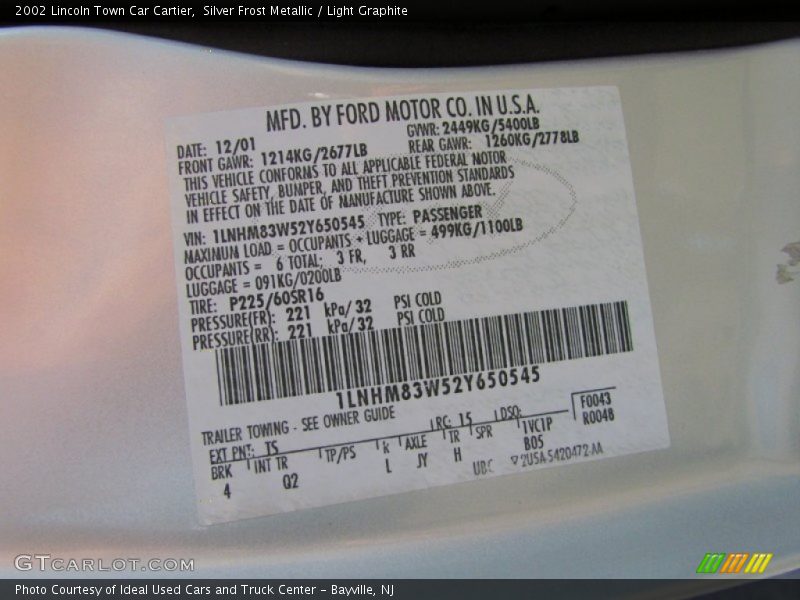 2002 Lincoln Town Car Cartier, Silver Frost Metallic / Light Graphite
MFD. BY FORD MOTOR CO. IN U.S.A.
DATE: 12/01 GVWR: 2449KG/5400LB
FRONT GAWR: 1214KG/2677LB REAR GAWR: 1260KG/2778LB
THIS VEHICLE CONFORMS TO ALL APPLICABLE FEDERAL MOTOR
VEHICLE SAFETY, BUMPER, AND THEFT PREVENTION STANDARDS
IN EFFECT ON THE DATE OF MANUFACTURE SHOWN ABOVE.
VIN: 1LNHM83W52Y650545 TYPE: PASSENGER
MAXIMUM LOAD = OCCUPANTS + LUGGAGE = 499KG/1100LB
OCCUPANTS = 6 TOTAL, 3 FR, 3 RR
LUGGAGE = 091KG/0200LB
TIRE: P225/60SR16
PRESSURE(FR): 221 kPa/32 PSI COLD
PRESSURE(RR): 221 kPa/32 PSI COLD
1LNHM83W52Y650545
TRAILER TOWING - SEE OWNER GUIDE
EXT PNT: TS RC: 15 DSO: F0043
BRK INT TR TP/PS R AXLE TR SPR 1VC1P R0048
4 Q2 L JY H B05
UBC ▽2USA-5420472-AA
GTCARLOT.COM
Photo Courtesy of Ideal Used Cars and Truck Center – Bayville, NJ